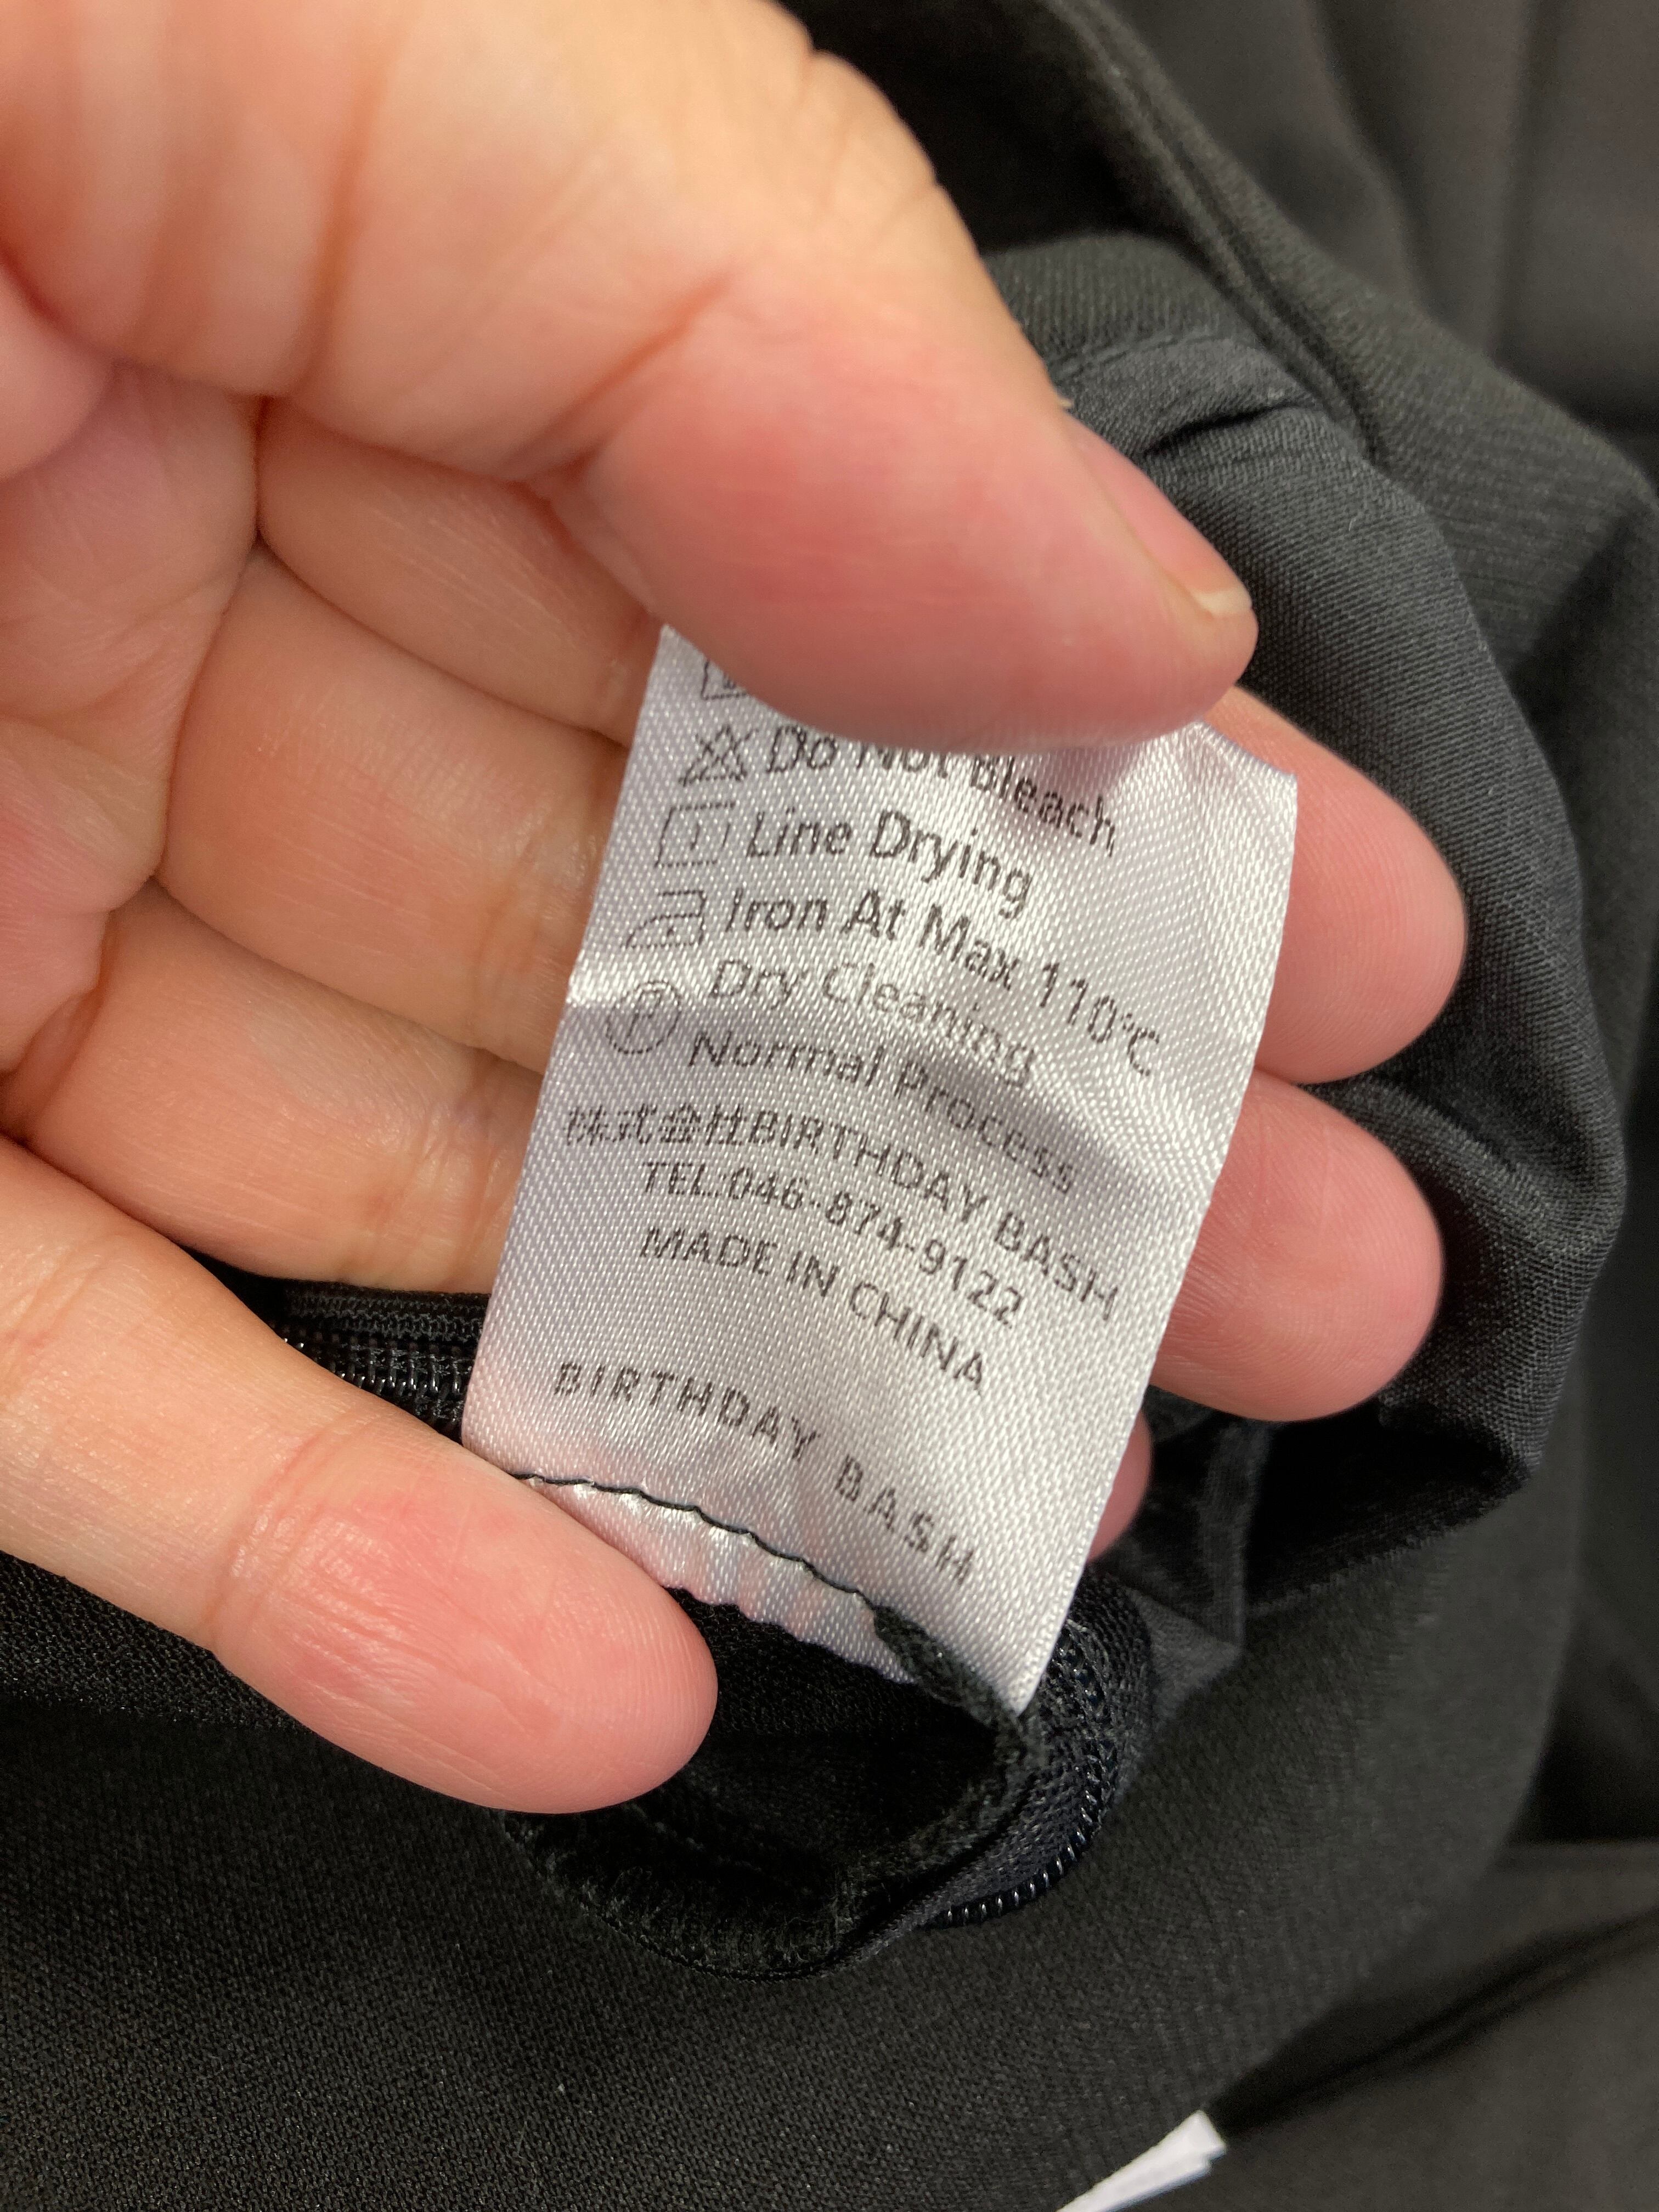 Do Not Bleach
Line Drying
Iron At Max 110℃
Dry Cleaning
Normal Process
株式会社BIRTHDAY BASH
TEL:046-874-9122
MADE IN CHINA
BIRTHDAY BASH